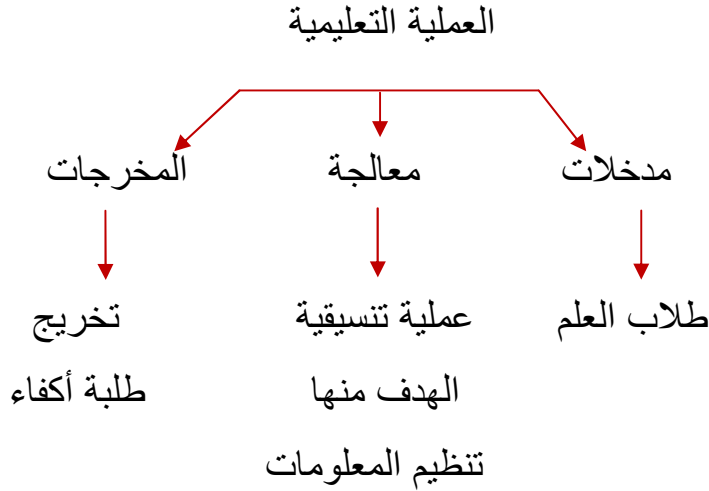 العملية التعليمية
مدخلات
معالجة
المخرجات
طلاب العلم
عملية تنسيقية
الهدف منها
تنظيم المعلومات
تخريج
طلبة أكفاء